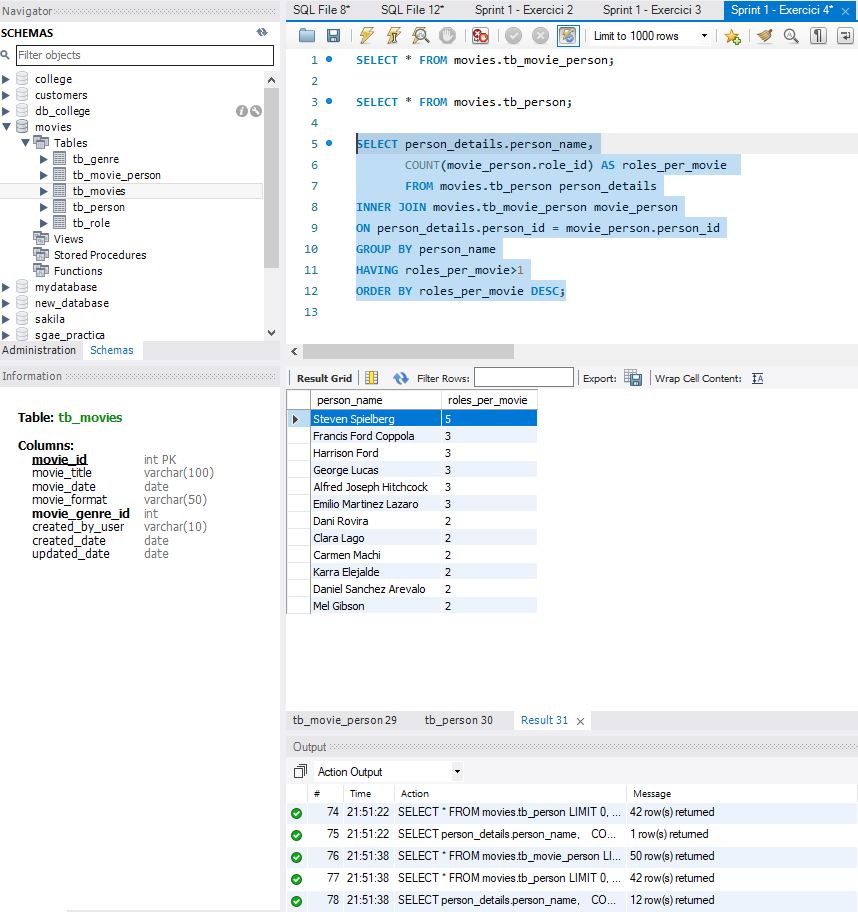 Navigator
SCHEMAS
Filter objects
college
customers
db_college
movies
Tables
tb_genre
tb_movie_person
tb_movies
tb_person
tb_role
Views
Stored Procedures
Functions
mydatabase
new_database
sakila
sgae_practica
Administration Schemas
Information
Table: tb_movies
Columns:
movie_id int PK
movie_title varchar(100)
movie_date date
movie_format varchar(50)
movie_genre_id int
created_by_user varchar(10)
created_date date
updated_date date
SQL File 8* SQL File 12* Sprint 1 - Exercici 2 Sprint 1 - Exercici 3 Sprint 1 - Exercici 4*
Limit to 1000 rows
1 SELECT * FROM movies.tb_movie_person;
2
3 SELECT * FROM movies.tb_person;
4
5 SELECT person_details.person_name,
6 COUNT(movie_person.role_id) AS roles_per_movie
7 FROM movies.tb_person person_details
8 INNER JOIN movies.tb_movie_person movie_person
9 ON person_details.person_id = movie_person.person_id
10 GROUP BY person_name
11 HAVING roles_per_movie>1
12 ORDER BY roles_per_movie DESC;
13
Result Grid Filter Rows: Export: Wrap Cell Content:
person_name roles_per_movie
Steven Spielberg 5
Francis Ford Coppola 3
Harrison Ford 3
George Lucas 3
Alfred Joseph Hitchcock 3
Emilio Martinez Lazaro 3
Dani Rovira 2
Clara Lago 2
Carmen Machi 2
Karra Elejalde 2
Daniel Sanchez Arevalo 2
Mel Gibson 2
tb_movie_person 29 tb_person 30 Result 31
Output
Action Output
# Time Action Message
74 21:51:22 SELECT * FROM movies.tb_person LIMIT 0, ... 42 row(s) returned
75 21:51:22 SELECT person_details.person_name, CO... 1 row(s) returned
76 21:51:38 SELECT * FROM movies.tb_movie_person LI... 50 row(s) returned
77 21:51:38 SELECT * FROM movies.tb_person LIMIT 0, ... 42 row(s) returned
78 21:51:38 SELECT person_details.person_name, CO... 12 row(s) returned